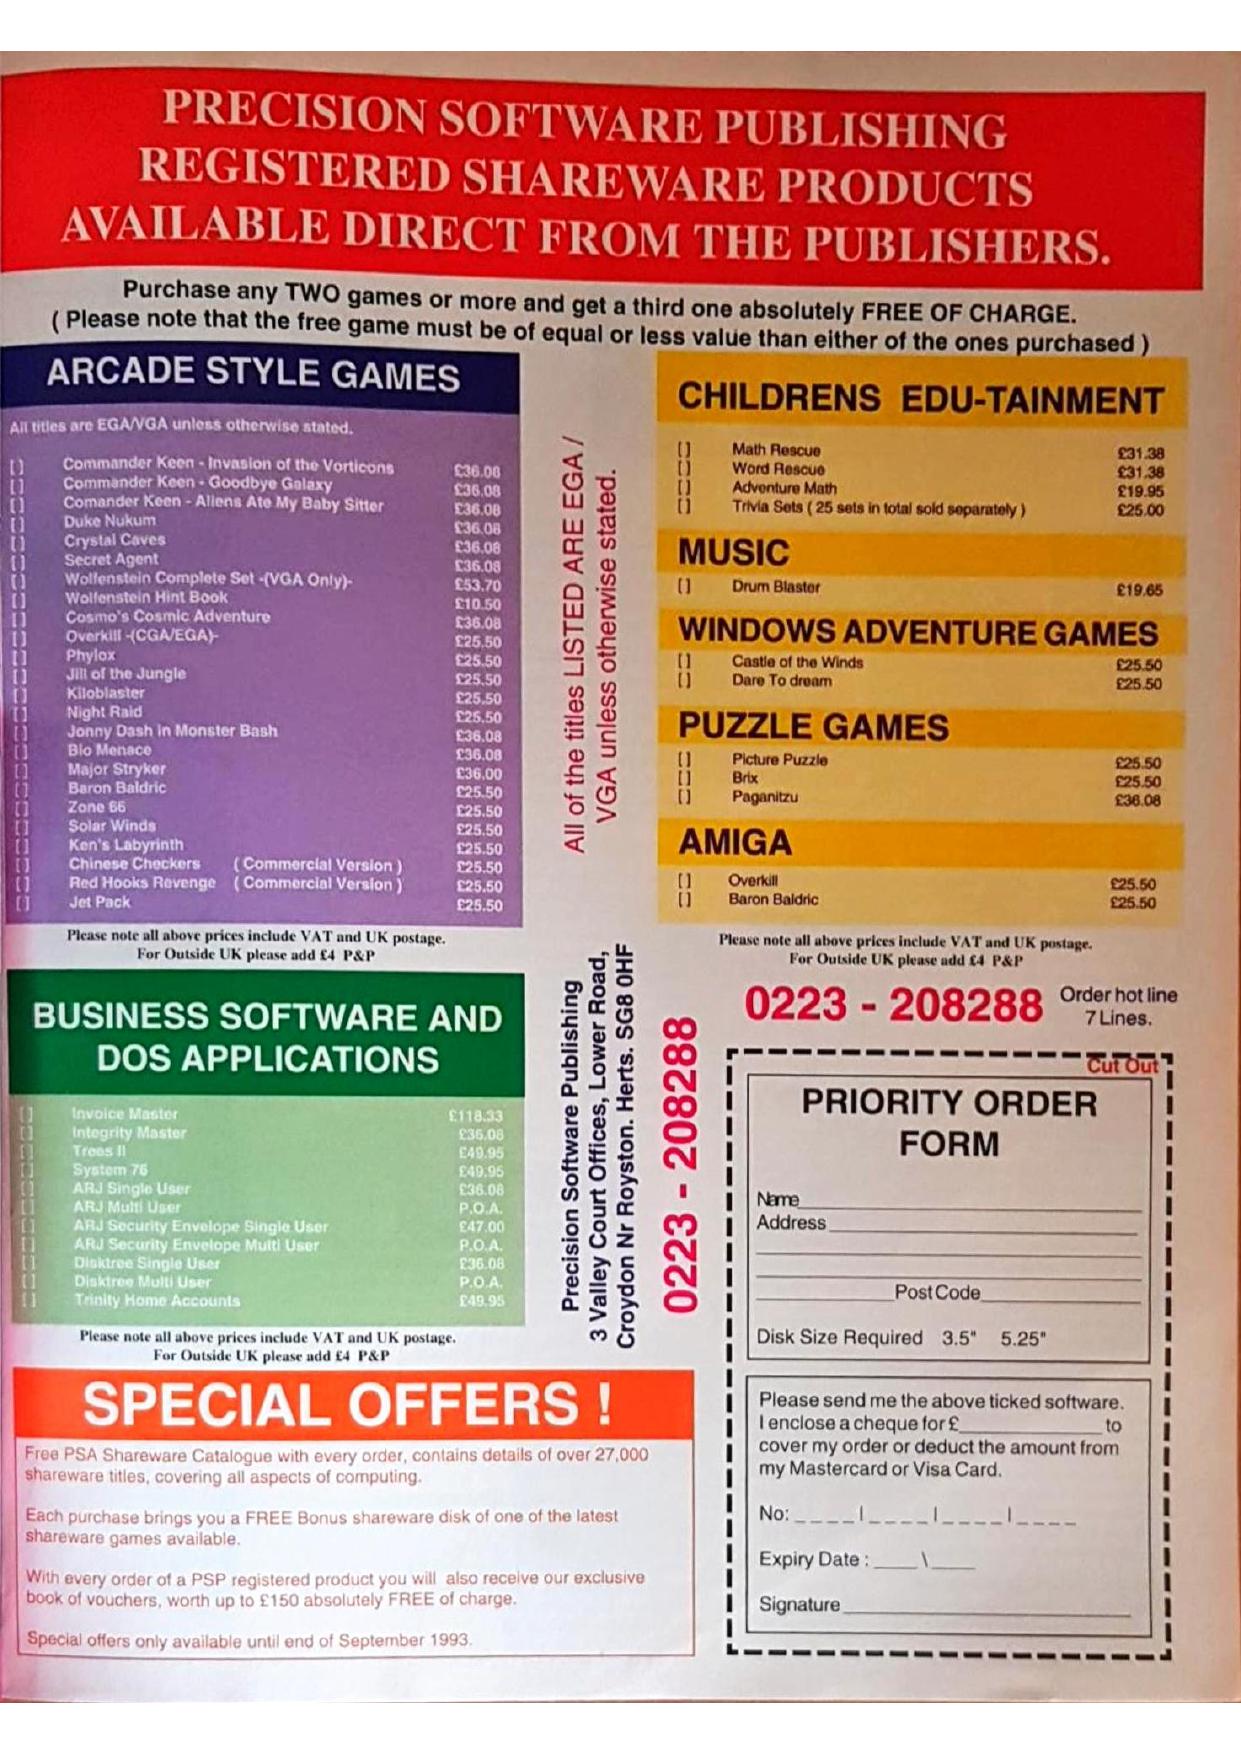 PRECISION SOFTWARE PUBLISHING
REGISTERED SHAREWARE PRODUCTS
AVAILABLE DIRECT FROM THE PUBLISHERS.
Purchase any TWO games or more and get a third one absolutely FREE OF CHARGE.
( Please note that the free game must be of equal or less value than either of the ones purchased )
ARCADE STYLE GAMES
All titles are EGA/VGA unless otherwise stated.
[ ] Commander Keen - Invasion of the Vorticons £36.08
[ ] Commander Keen - Goodbye Galaxy £36.08
[ ] Comander Keen - Aliens Ate My Baby Sitter £36.08
[ ] Duke Nukum £36.08
[ ] Crystal Caves £36.08
[ ] Secret Agent £36.08
[ ] Wolfenstein Complete Set -(VGA Only)- £53.70
[ ] Wolfenstein Hint Book £10.50
[ ] Cosmo's Cosmic Adventure £36.08
[ ] Overkill -(CGA/EGA)- £25.50
[ ] Phylox £25.50
[ ] Jill of the Jungle £25.50
[ ] Kiloblaster £25.50
[ ] Night Raid £25.50
[ ] Jonny Dash in Monster Bash £36.08
[ ] Bio Menace £36.08
[ ] Major Stryker £36.00
[ ] Baron Baldric £25.50
[ ] Zone 66 £25.50
[ ] Solar Winds £25.50
[ ] Ken's Labyrinth £25.50
[ ] Chinese Checkers ( Commercial Version ) £25.50
[ ] Red Hooks Revenge ( Commercial Version ) £25.50
[ ] Jet Pack £25.50
Please note all above prices include VAT and UK postage.
For Outside UK please add £4 P&P
BUSINESS SOFTWARE AND
DOS APPLICATIONS
[ ] Invoice Master £118.33
[ ] Integrity Master £36.08
[ ] Trees II £49.95
[ ] System 76 £49.95
[ ] ARJ Single User £36.08
[ ] ARJ Multi User P.O.A.
[ ] ARJ Security Envelope Single User £47.00
[ ] ARJ Security Envelope Multi User P.O.A.
[ ] Disktree Single User £36.08
[ ] Disktree Multi User P.O.A.
[ ] Trinity Home Accounts £49.95
Please note all above prices include VAT and UK postage.
For Outside UK please add £4 P&P
SPECIAL OFFERS !
Free PSA Shareware Catalogue with every order, contains details of over 27,000
shareware titles, covering all aspects of computing.
Each purchase brings you a FREE Bonus shareware disk of one of the latest
shareware games available.
With every order of a PSP registered product you will also receive our exclusive
book of vouchers, worth up to £150 absolutely FREE of charge.
Special offers only available until end of September 1993.
All of the titles LISTED ARE EGA /
VGA unless otherwise stated.
Precision Software Publishing
3 Valley Court Offices, Lower Road,
Croydon Nr Royston. Herts. SG8 0HF
0223 - 208288
CHILDRENS EDU-TAINMENT
[ ] Math Rescue £31.38
[ ] Word Rescue £31.38
[ ] Adventure Math £19.95
[ ] Trivia Sets ( 25 sets in total sold separately ) £25.00
MUSIC
[ ] Drum Blaster £19.65
WINDOWS ADVENTURE GAMES
[ ] Castle of the Winds £25.50
[ ] Dare To dream £25.50
PUZZLE GAMES
[ ] Picture Puzzle £25.50
[ ] Brix £25.50
[ ] Paganitzu £36.08
AMIGA
[ ] Overkill £25.50
[ ] Baron Baldric £25.50
Please note all above prices include VAT and UK postage.
For Outside UK please add £4 P&P
0223 - 208288 Order hot line
7 Lines.
Cut Out
PRIORITY ORDER
FORM
Name
Address
Post Code
Disk Size Required 3.5" 5.25"
Please send me the above ticked software.
I enclose a cheque for £__________ to
cover my order or deduct the amount from
my Mastercard or Visa Card.
No: _ _ _ _ | _ _ _ _ | _ _ _ _ | _ _ _ _
Expiry Date : ____ \ ____
Signature